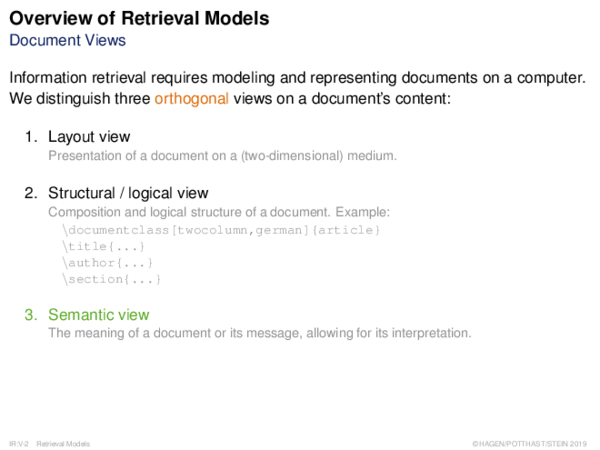 Overview of Retrieval Models
Document Views
Information retrieval requires modeling and representing documents on a computer.
We distinguish three orthogonal views on a document's content:
1. Layout view
Presentation of a document on a (two-dimensional) medium.
2. Structural / logical view
Composition and logical structure of a document. Example:
\documentclass[twocolumn,german]{article}
\title{...}
\author{...}
\section{...}
3. Semantic view
The meaning of a document or its message, allowing for its interpretation.
IR:V-2 Retrieval Models ©HAGEN/POTTHAST/STEIN 2019